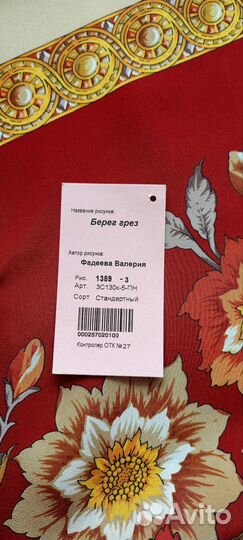 Название рисунка:
Берег грез
Автор рисунка:
Фадеева Валерия
Рис. 1389 - 3
Арт. 3С130к-5-ПН
Сорт Стандартный
000257020100
Контролер ОТК № 27
Avito